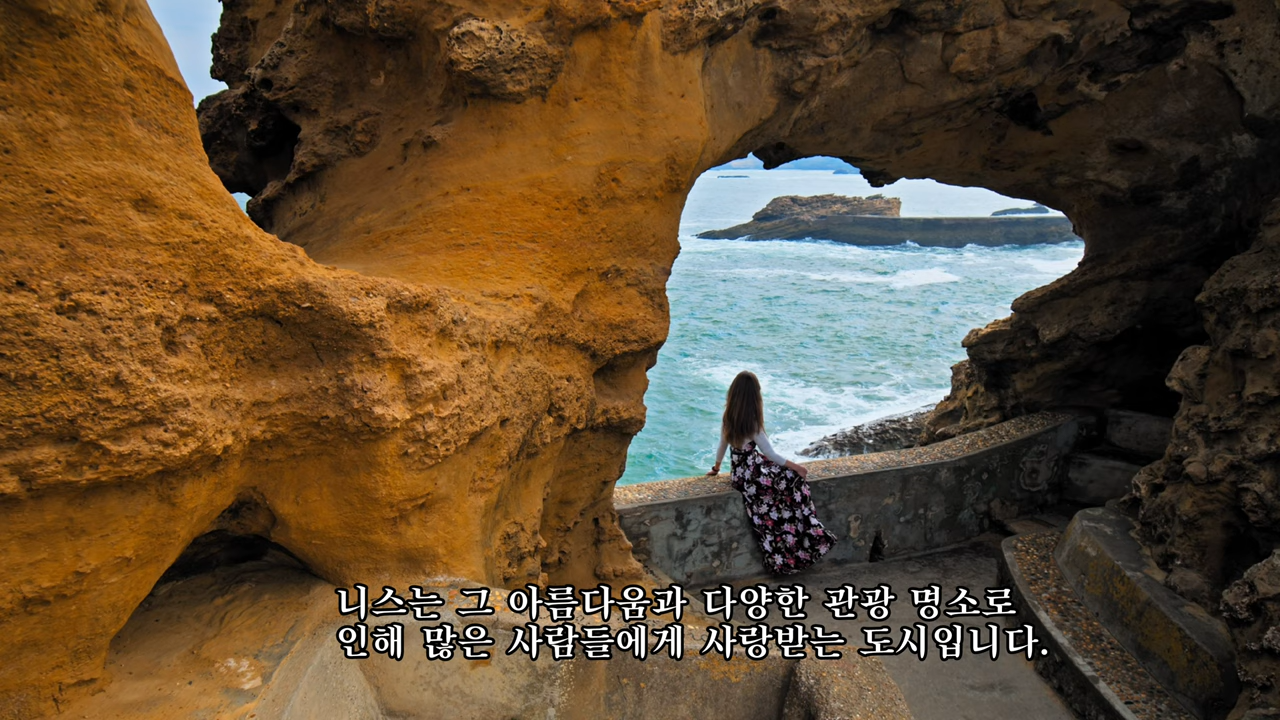 니스는 그 아름다움과 다양한 관광 명소로
인해 많은 사람들에게 사랑받는 도시입니다.